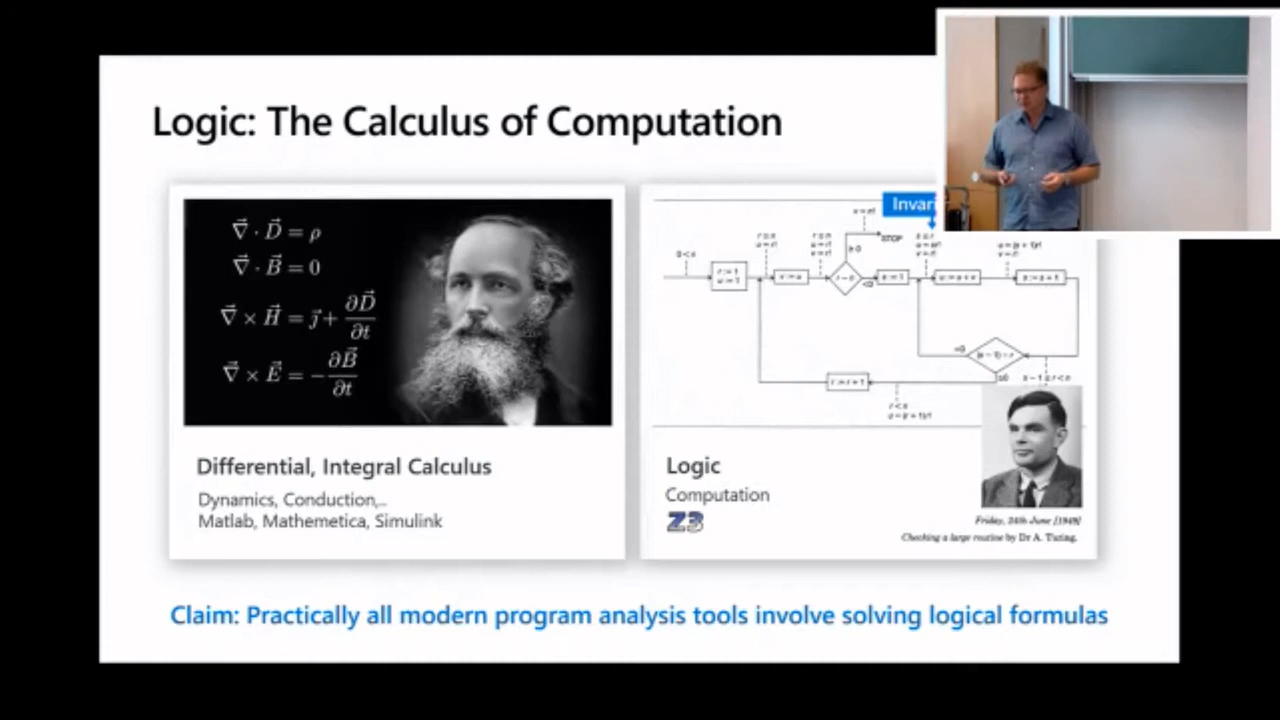 Logic: The Calculus of Computation
∇⃗ · D⃗ = ρ
∇⃗ · B⃗ = 0
∇⃗ × H⃗ = j⃗ + ∂D⃗/∂t
∇⃗ × E⃗ = −∂B⃗/∂t
Differential, Integral Calculus
Dynamics, Conduction,..
Matlab, Mathemetica, Simulink
Invari
STOP
Logic
Computation
Z3
Friday, 24th June [1949]
Checking a large routine by Dr A. Turing.
Claim: Practically all modern program analysis tools involve solving logical formulas